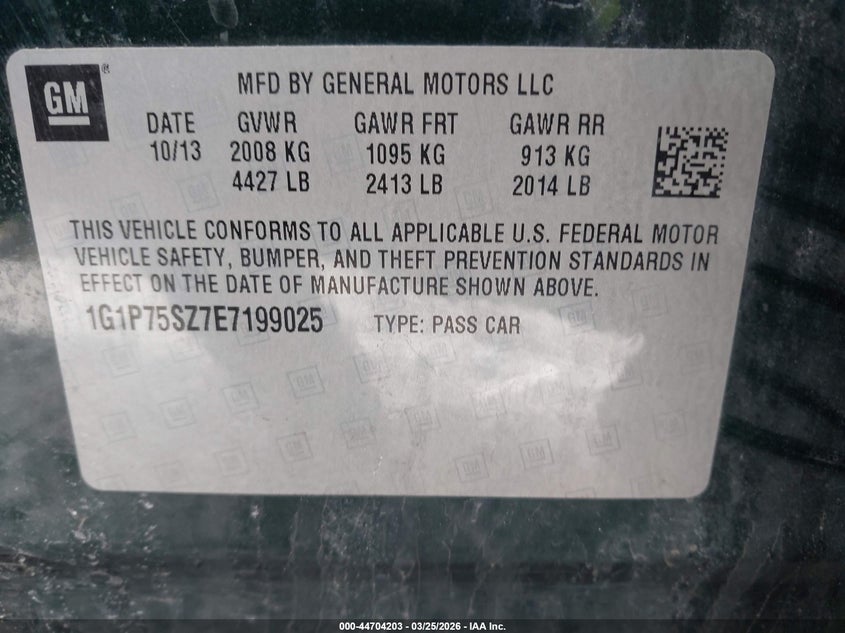 GM®
MFD BY GENERAL MOTORS LLC
DATE GVWR GAWR FRT GAWR RR
10/13 2008 KG 1095 KG 913 KG
4427 LB 2413 LB 2014 LB
THIS VEHICLE CONFORMS TO ALL APPLICABLE U.S. FEDERAL MOTOR
VEHICLE SAFETY, BUMPER, AND THEFT PREVENTION STANDARDS IN
EFFECT ON THE DATE OF MANUFACTURE SHOWN ABOVE.
1G1P75SZ7E7199025 TYPE: PASS CAR
000-44704203 - 03/25/2026 - IAA Inc.